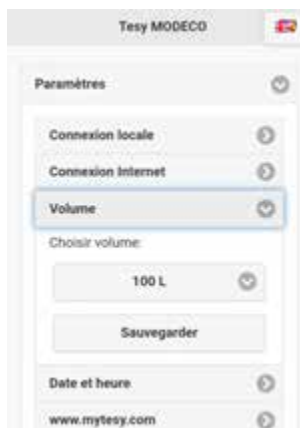 Tesy MODECO
Paramètres
Connexion locale
Connexion Internet
Volume
Choisir volume:
100 L
Sauvegarder
Date et heure
www.mytesy.com